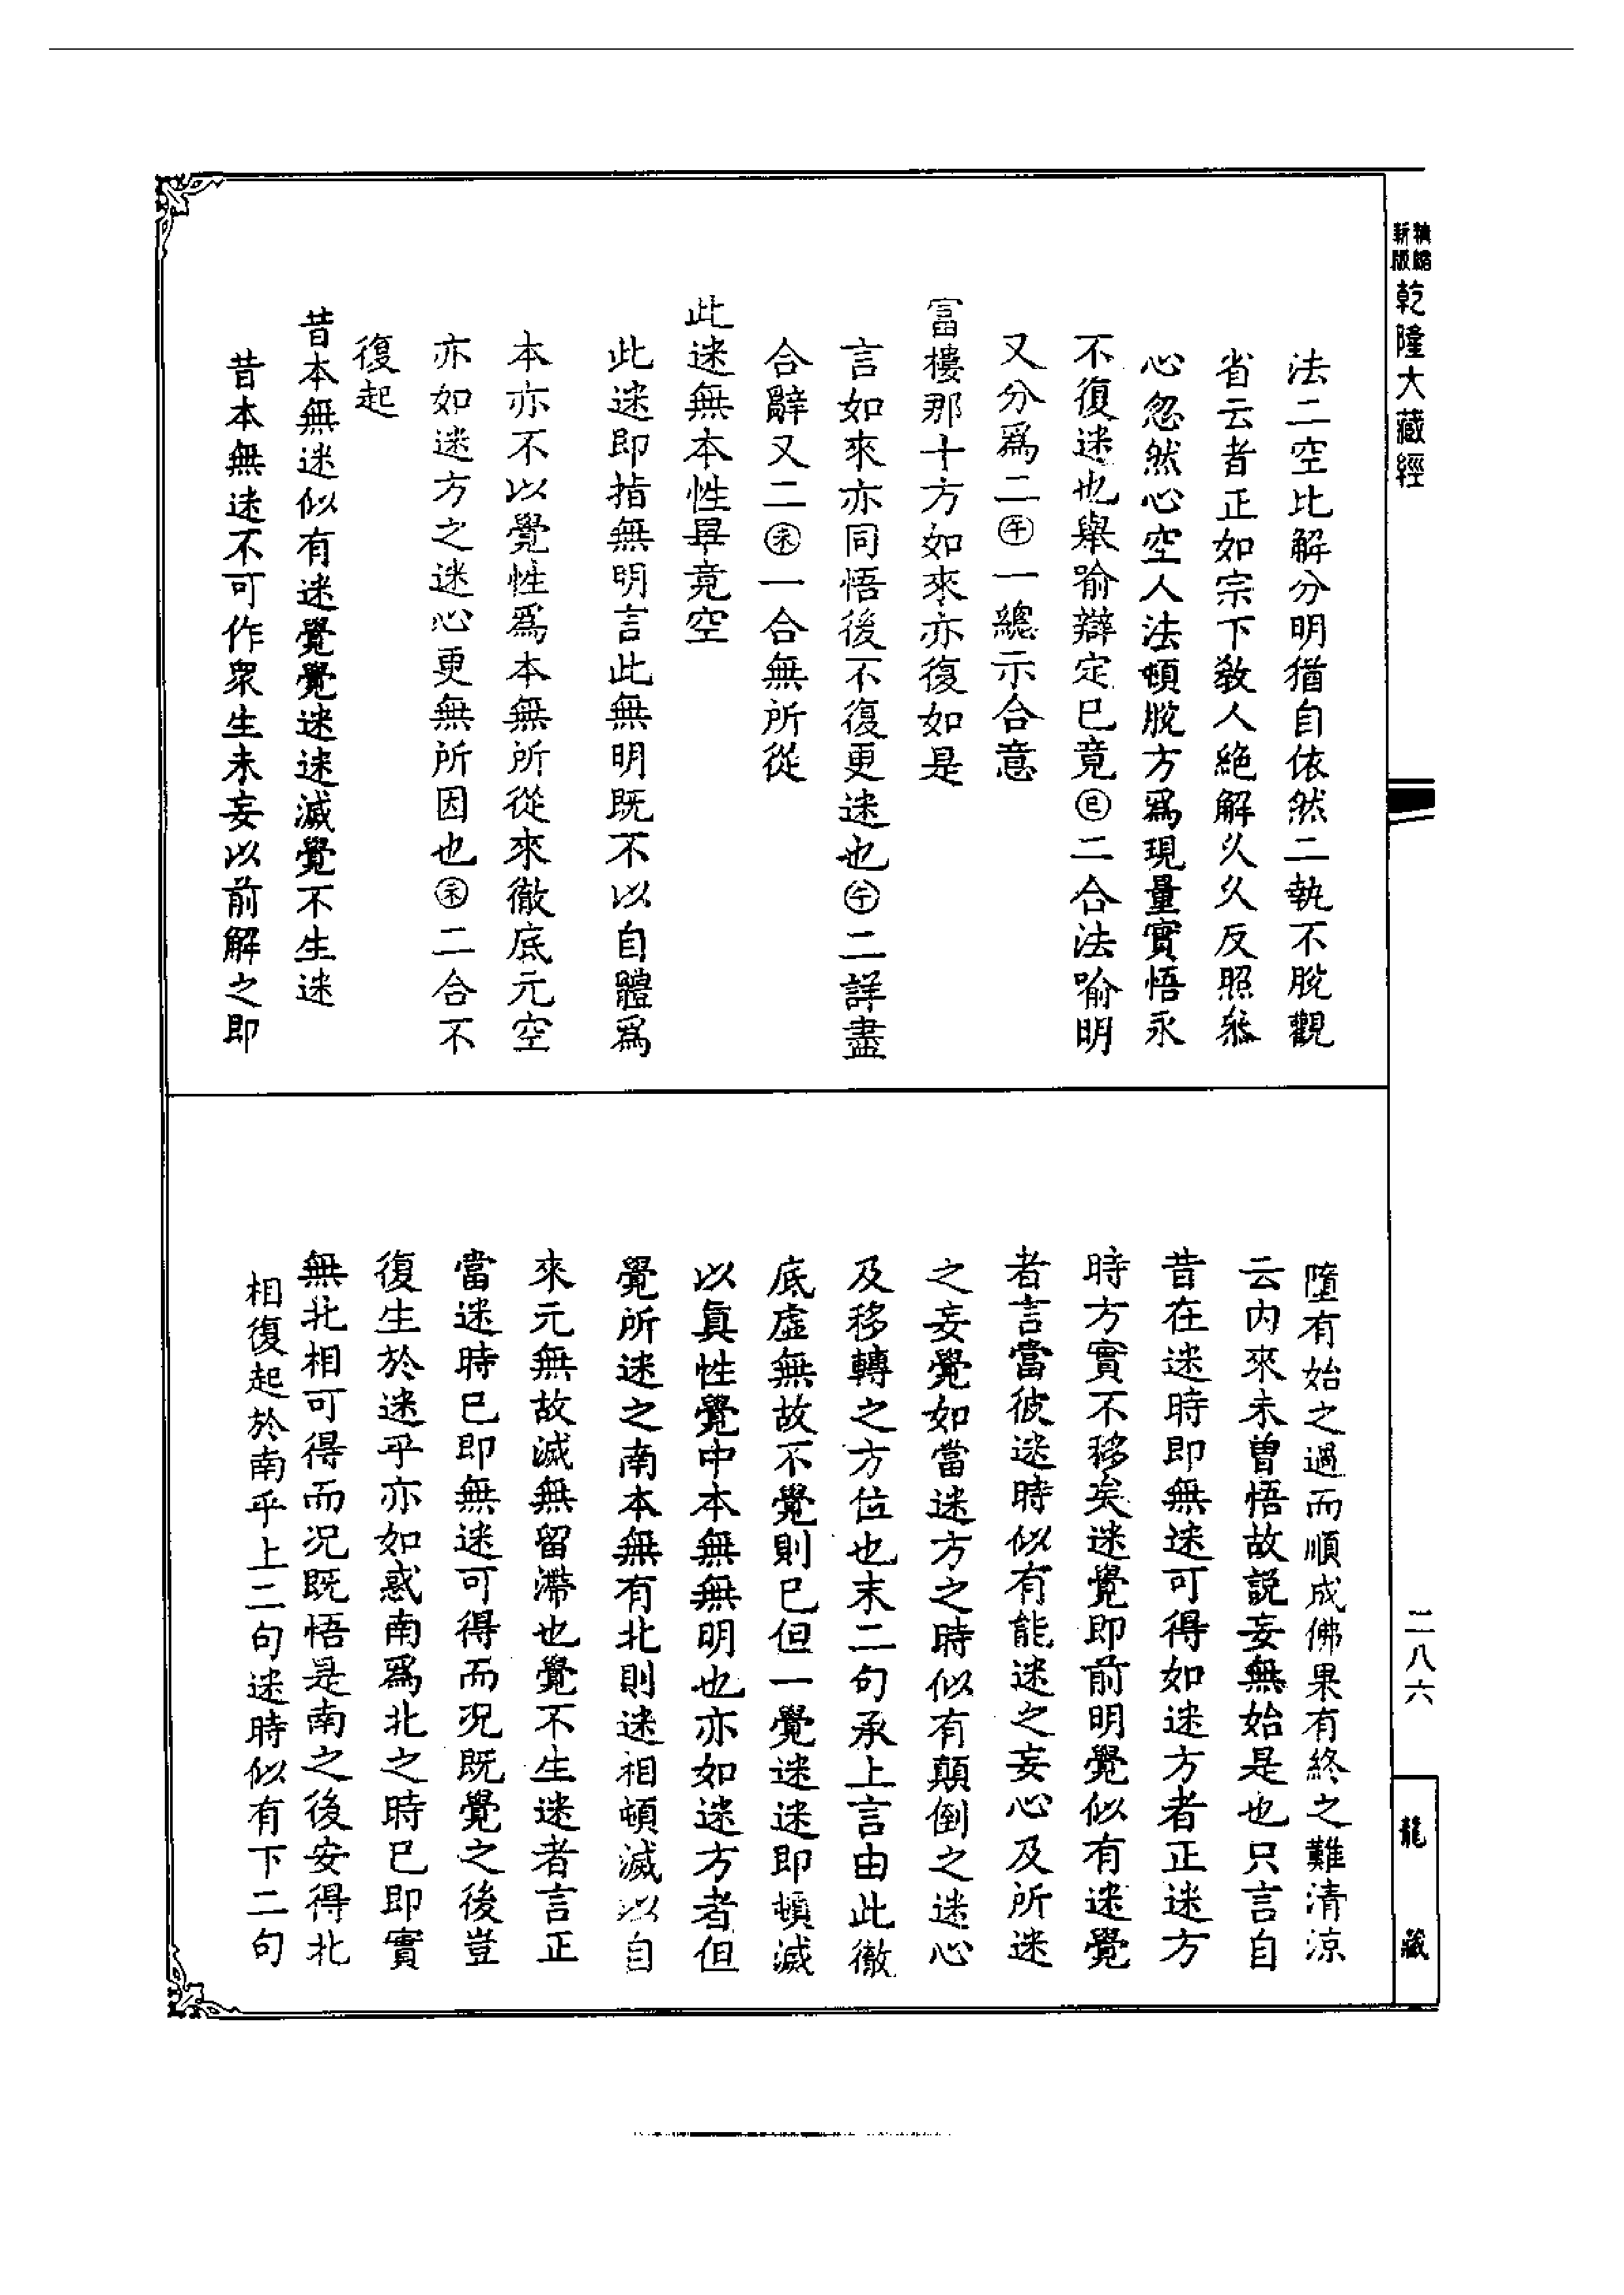 新版
精縮
乾隆大藏經
法二空比解分明猶自依然二執不脫觀
省云者正如宗下敎人絶解久久反照叅
心忽然心空人法頓脫方爲現量實悟永
不復迷也舉喻辯定已竟㊁二合法喻明
又分爲二㊍一總示合意
富樓那十方如來亦復如是
言如來亦同悟後不復更迷也二詳盡
合辭又二一合無所從
此迷無本性畢竟空
此迷即指無明言此無明既不以自體爲
本亦不以覺性爲本無所從來徹底元空
亦如迷方之迷心更無所因也二合不
復起
昔本無迷似有迷覺覺迷迷滅覺不生迷
昔本無迷不可作衆生未妄以前解之即
墮有始之過而順成佛果有終之難清涼
云內來未曾悟故説妄無始是也只言自
昔在迷時即無迷可得如迷方者正迷方
時方實不移矣迷覺即前明覺似有迷覺
者言當彼迷時似有能迷之妄心及所迷
之妄覺如當迷方之時似有顛倒之迷心
及移轉之方位也末二句承上言由此徹
底虛無故不覺則已但一覺迷迷即頓滅
以真性覺中本無無明也亦如迷方者但
覺所迷之南本無有北則迷相頓滅以自
來元無故滅無留滯也覺不生迷者言正
當迷時已即無迷可得而況既覺之後豈
復生於迷乎亦如惑南爲北之時已即實
無北相可得而况既悟是南之後安得北
相復起於南乎上二句迷時似有下二句
二八六
龍藏